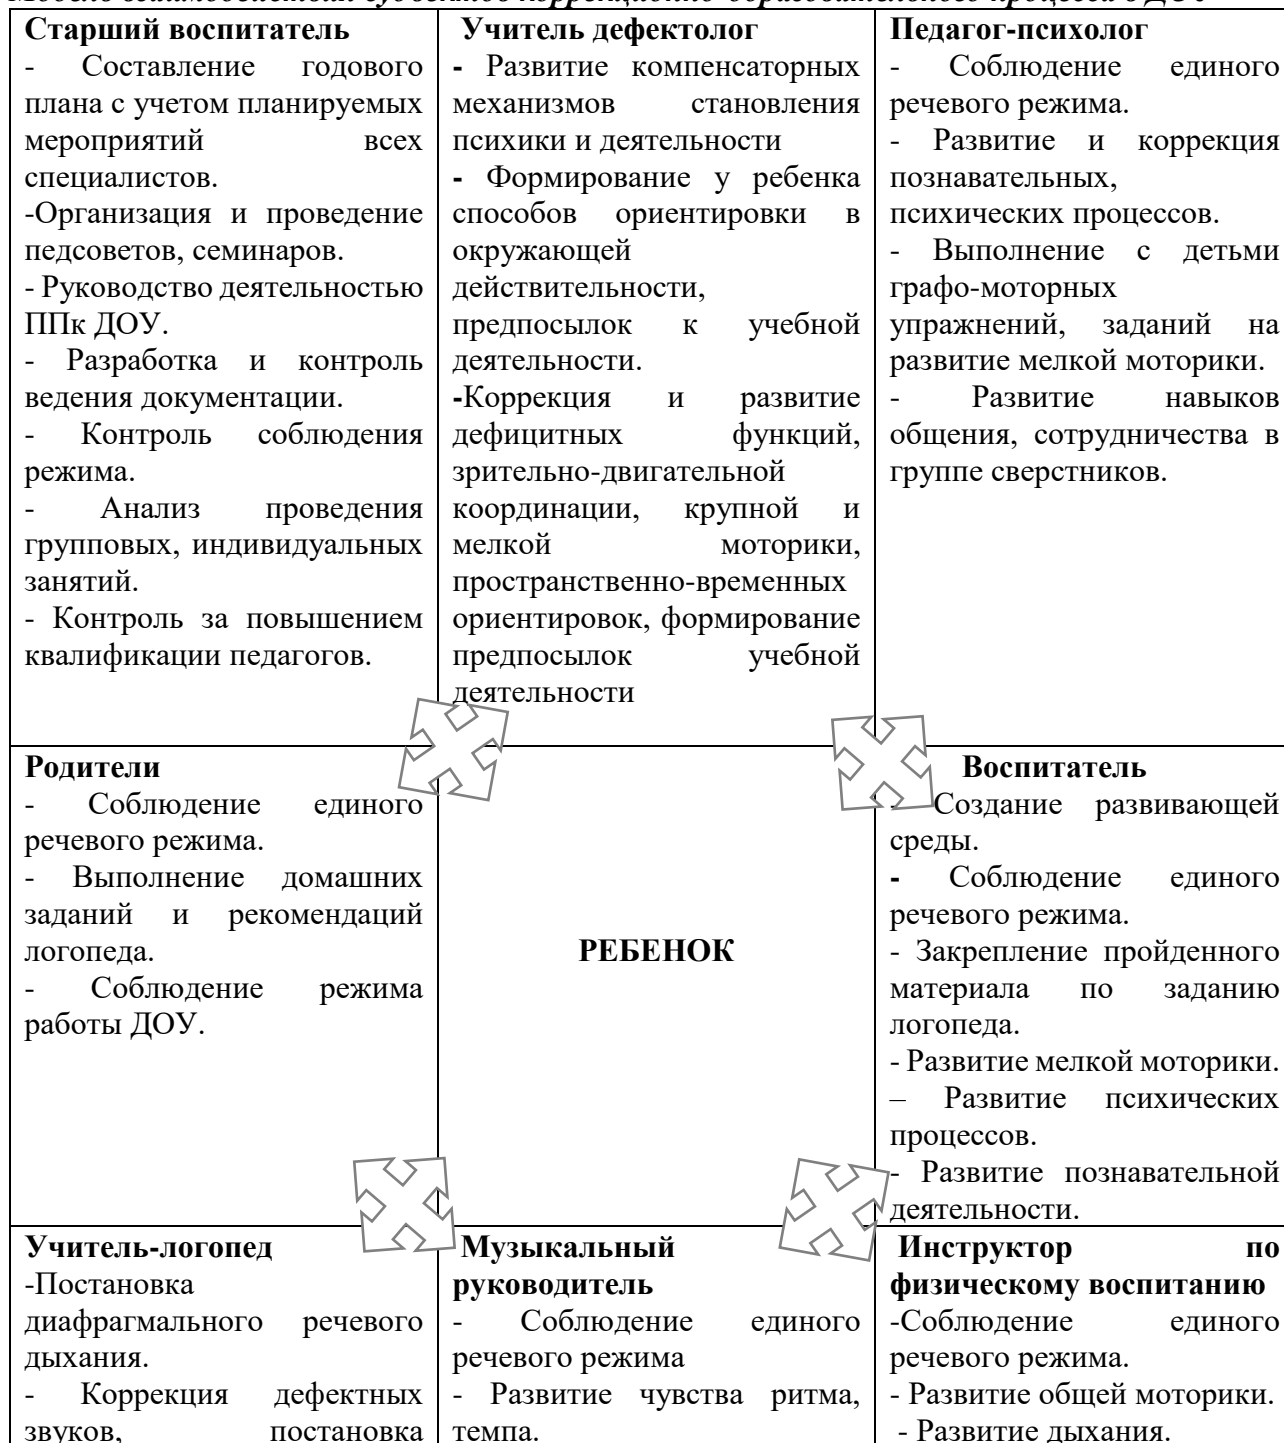 Модель взаимодействия субъектов коррекционно-образовательного процесса в ДОУ
Старший воспитатель
- Составление годового
плана с учетом планируемых
мероприятий всех
специалистов.
-Организация и проведение
педсоветов, семинаров.
- Руководство деятельностью
ППк ДОУ.
- Разработка и контроль
ведения документации.
- Контроль соблюдения
режима.
- Анализ проведения
групповых, индивидуальных
занятий.
- Контроль за повышением
квалификации педагогов.
Учитель дефектолог
- Развитие компенсаторных
механизмов становления
психики и деятельности
- Формирование у ребенка
способов ориентировки в
окружающей
действительности,
предпосылок к учебной
деятельности.
-Коррекция и развитие
дефицитных функций,
зрительно-двигательной
координации, крупной и
мелкой моторики,
пространственно-временных
ориентировок, формирование
предпосылок учебной
деятельности
Педагог-психолог
- Соблюдение единого
речевого режима.
- Развитие и коррекция
познавательных,
психических процессов.
- Выполнение с детьми
графо-моторных
упражнений, заданий на
развитие мелкой моторики.
- Развитие навыков
общения, сотрудничества в
группе сверстников.
Родители
- Соблюдение единого
речевого режима.
- Выполнение домашних
заданий и рекомендаций
логопеда.
- Соблюдение режима
работы ДОУ.
РЕБЕНОК
Воспитатель
- Создание развивающей
среды.
- Соблюдение единого
речевого режима.
- Закрепление пройденного
материала по заданию
логопеда.
- Развитие мелкой моторики.
– Развитие психических
процессов.
- Развитие познавательной
деятельности.
Учитель-логопед
-Постановка
диафрагмального речевого
дыхания.
- Коррекция дефектных
звуков, постановка
Музыкальный
руководитель
- Соблюдение единого
речевого режима
- Развитие чувства ритма,
темпа.
Инструктор по
физическому воспитанию
-Соблюдение единого
речевого режима.
- Развитие общей моторики.
- Развитие дыхания.